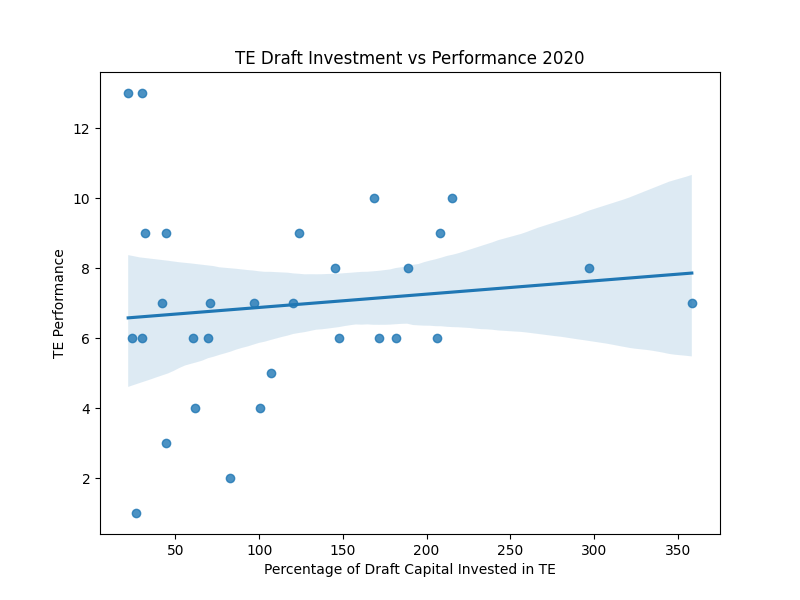 TE Draft Investment vs Performance 2020
12
10
8
6
4
2
TE Performance
50 100 150 200 250 300 350
Percentage of Draft Capital Invested in TE